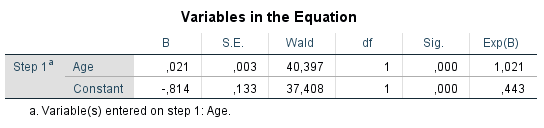 Variables in the Equation
B S.E. Wald df Sig. Exp(B)
Step 1a Age ,021 ,003 40,397 1 ,000 1,021
Constant -,814 ,133 37,408 1 ,000 ,443
a. Variable(s) entered on step 1: Age.